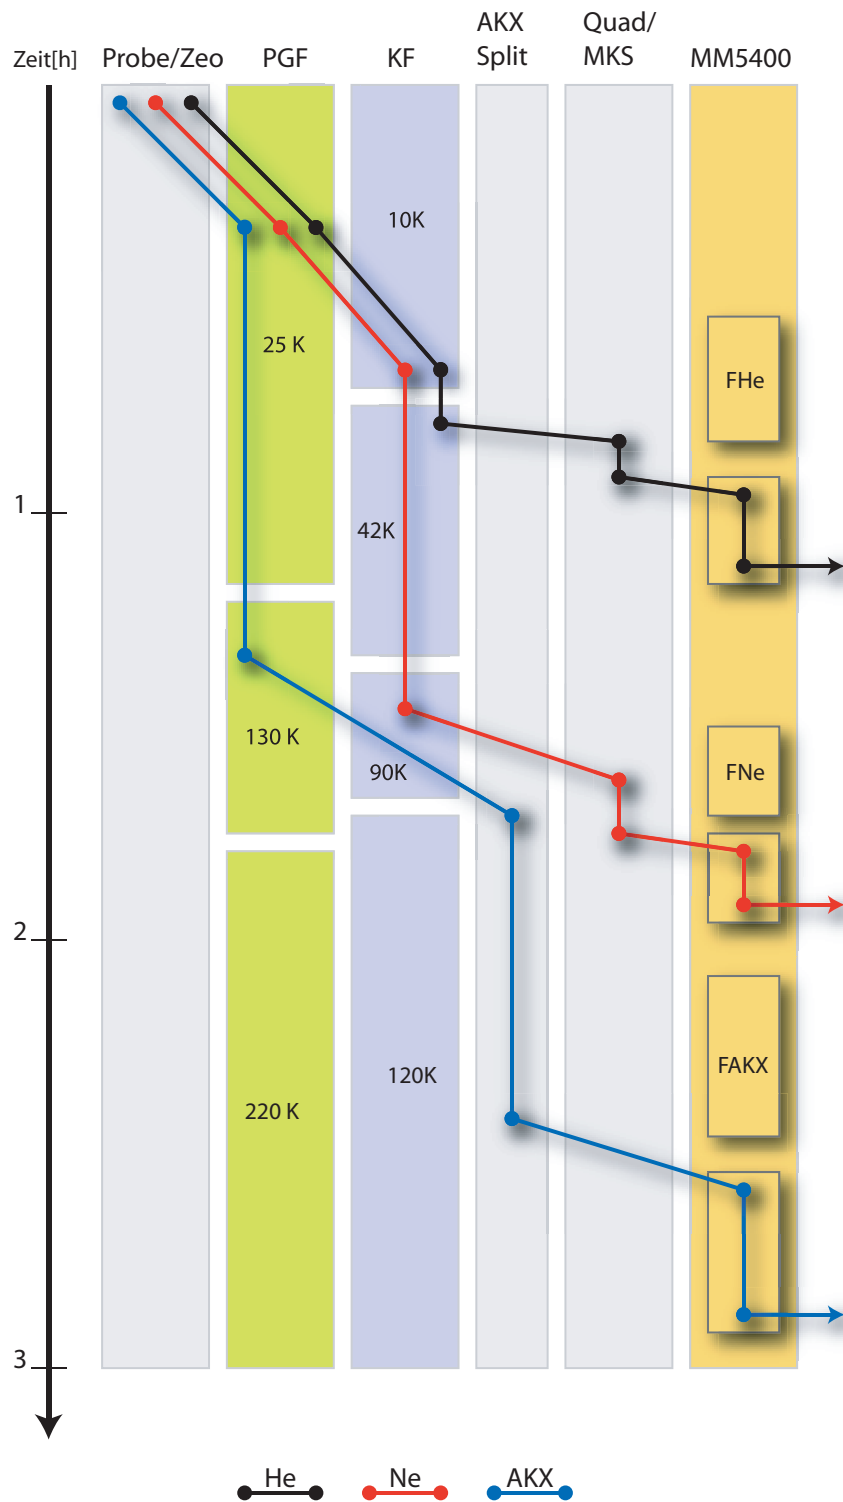 Zeit[h]
Probe/Zeo
PGF
KF
AKX
Split
Quad/
MKS
MM5400
10K
25 K
FHe
1
42K
130 K
90K
FNe
2
120K
FAKX
220 K
3
He
Ne
AKX